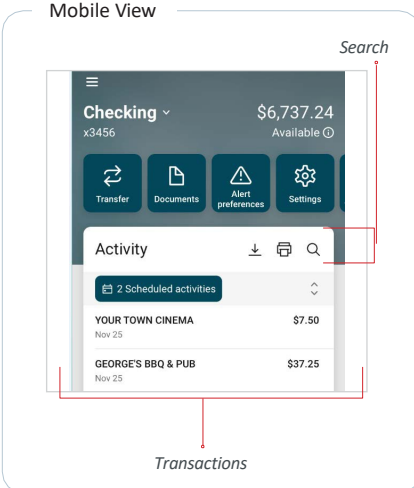 Mobile View
Search
Checking
$6,737.24
x3456
Available
Transfer
Documents
Alert
preferences
Settings
Activity
2 Scheduled activities
YOUR TOWN CINEMA
$7.50
Nov 25
GEORGE'S BBQ & PUB
$37.25
Nov 25
Transactions